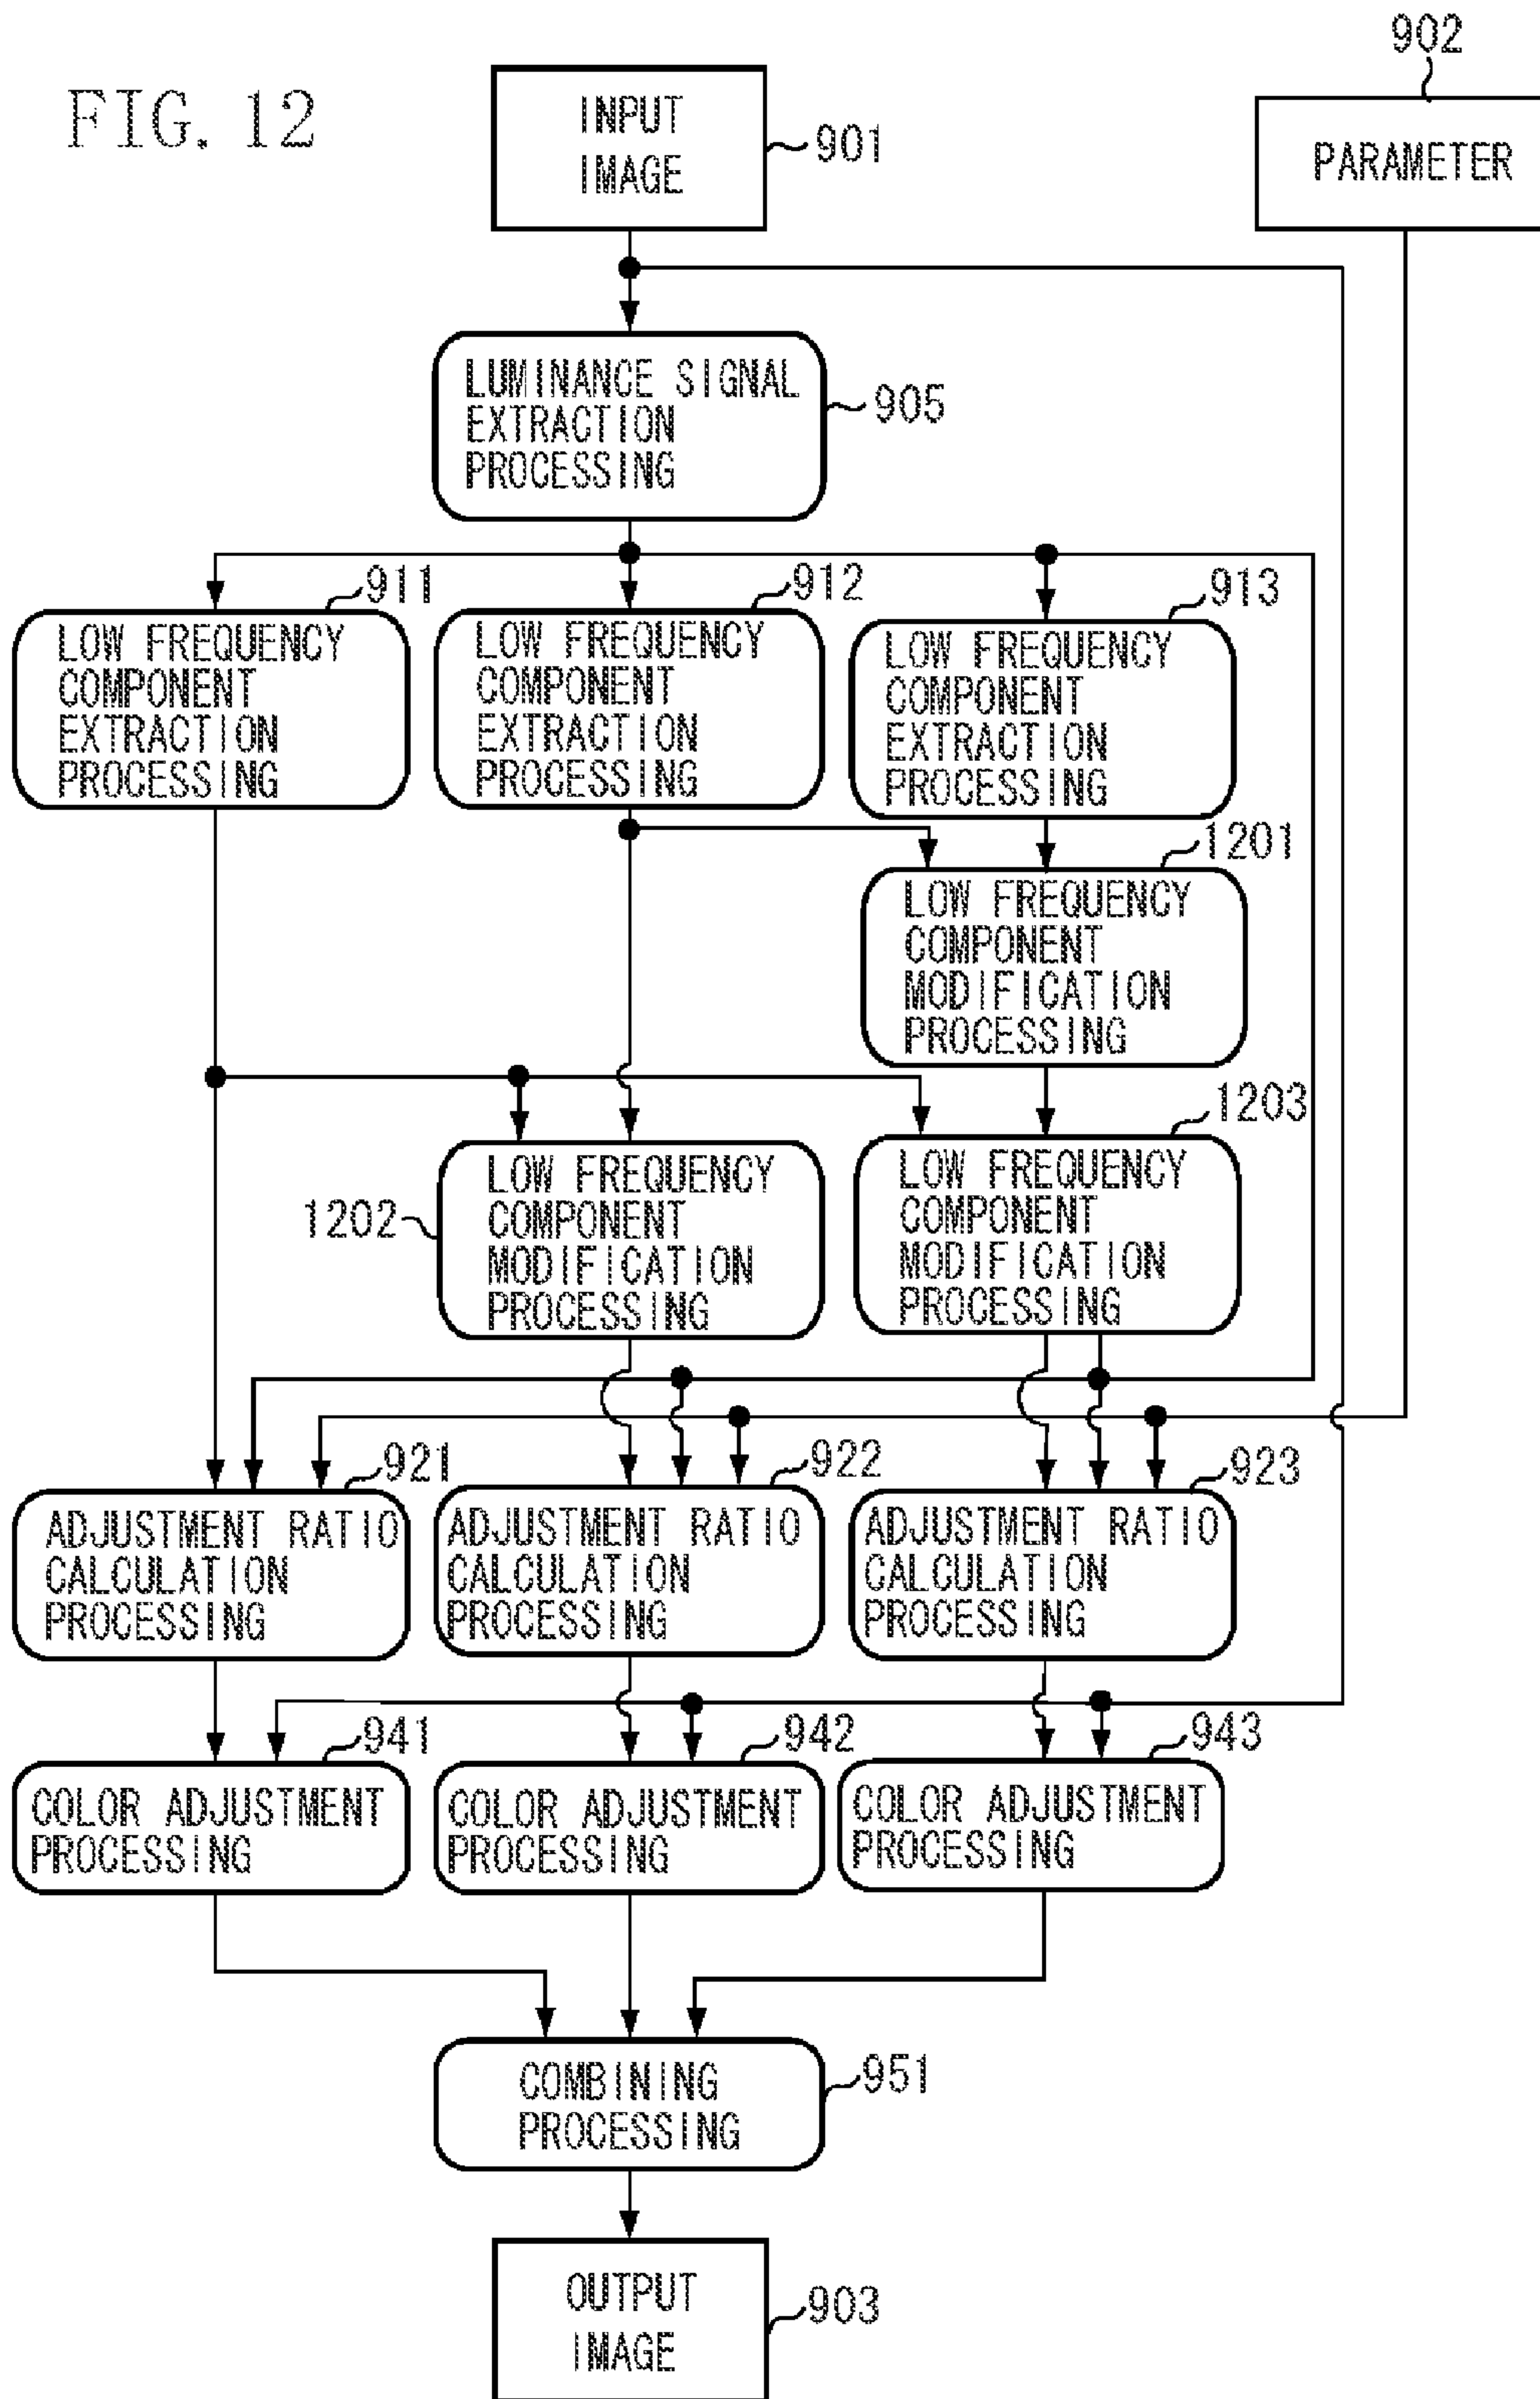 FIG. 12
902
INPUT
IMAGE
901
PARAMETER
LUMINANCE SIGNAL
EXTRACTION
PROCESSING
905
911
912
913
LOW FREQUENCY
COMPONENT
EXTRACTION
PROCESSING
LOW FREQUENCY
COMPONENT
EXTRACTION
PROCESSING
LOW FREQUENCY
COMPONENT
EXTRACTION
PROCESSING
1201
LOW FREQUENCY
COMPONENT
MODIFICATION
PROCESSING
1203
1202
LOW FREQUENCY
COMPONENT
MODIFICATION
PROCESSING
LOW FREQUENCY
COMPONENT
MODIFICATION
PROCESSING
921
922
923
ADJUSTMENT RATIO
CALCULATION
PROCESSING
ADJUSTMENT RATIO
CALCULATION
PROCESSING
ADJUSTMENT RATIO
CALCULATION
PROCESSING
941
942
943
COLOR ADJUSTMENT
PROCESSING
COLOR ADJUSTMENT
PROCESSING
COLOR ADJUSTMENT
PROCESSING
COMBINING
PROCESSING
951
OUTPUT
IMAGE
903